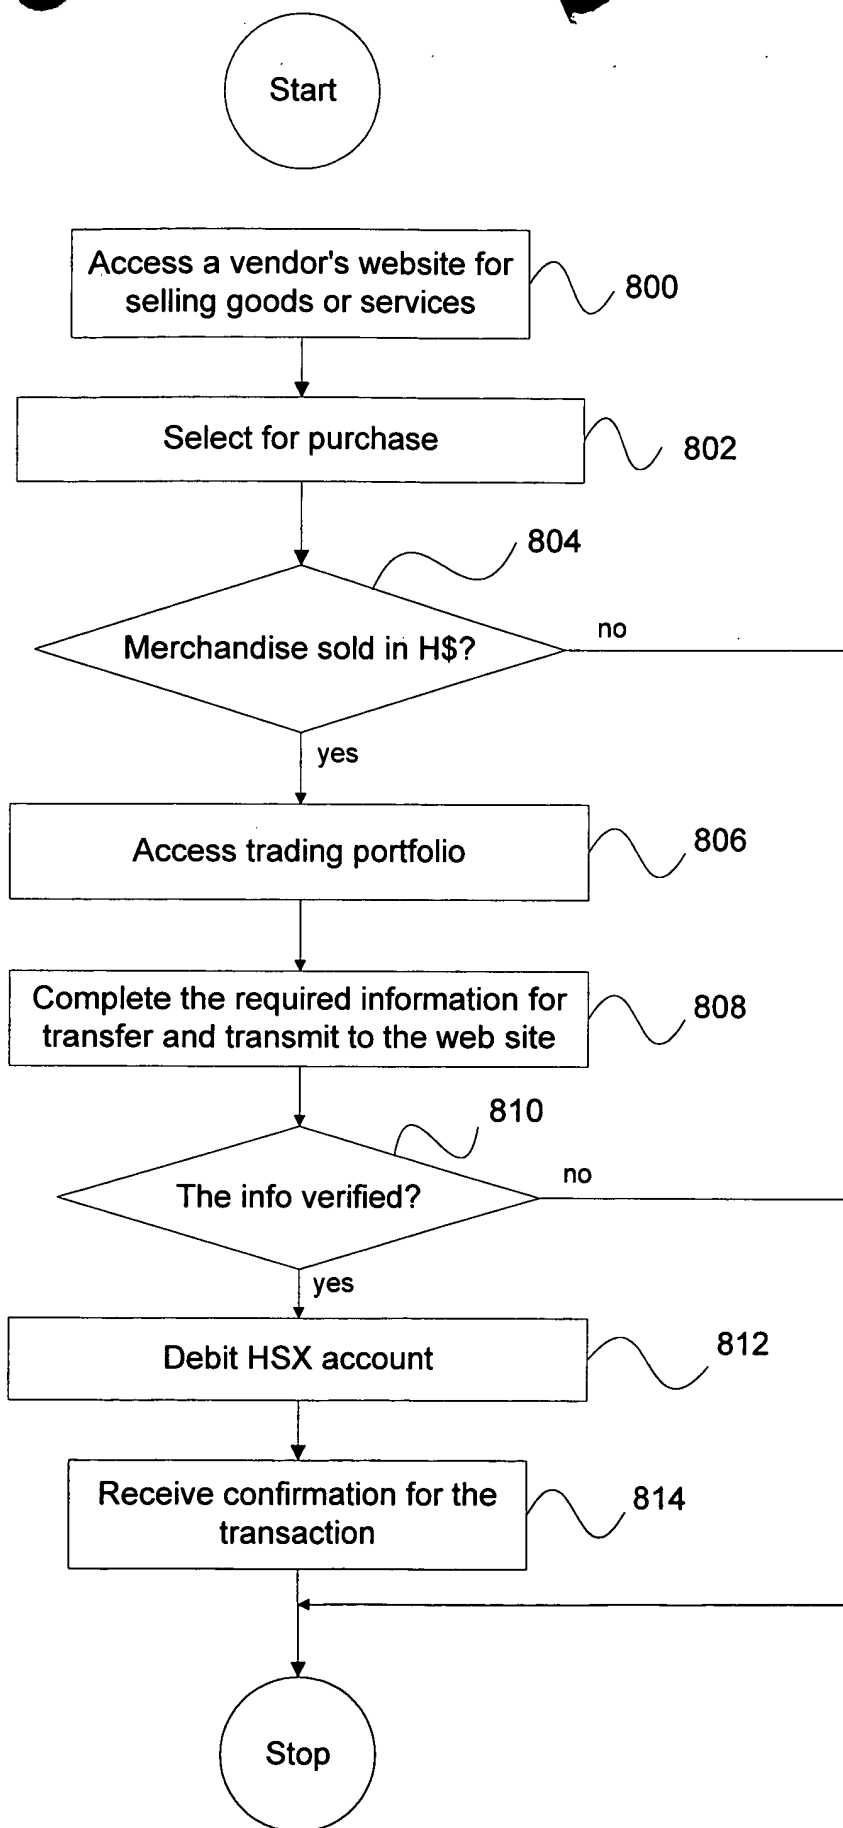 Start
Access a vendor's website for
selling goods or services
800
Select for purchase
802
804
Merchandise sold in H$?
no
yes
Access trading portfolio
806
Complete the required information for
transfer and transmit to the web site
808
810
The info verified?
no
yes
Debit HSX account
812
Receive confirmation for the
transaction
814
Stop